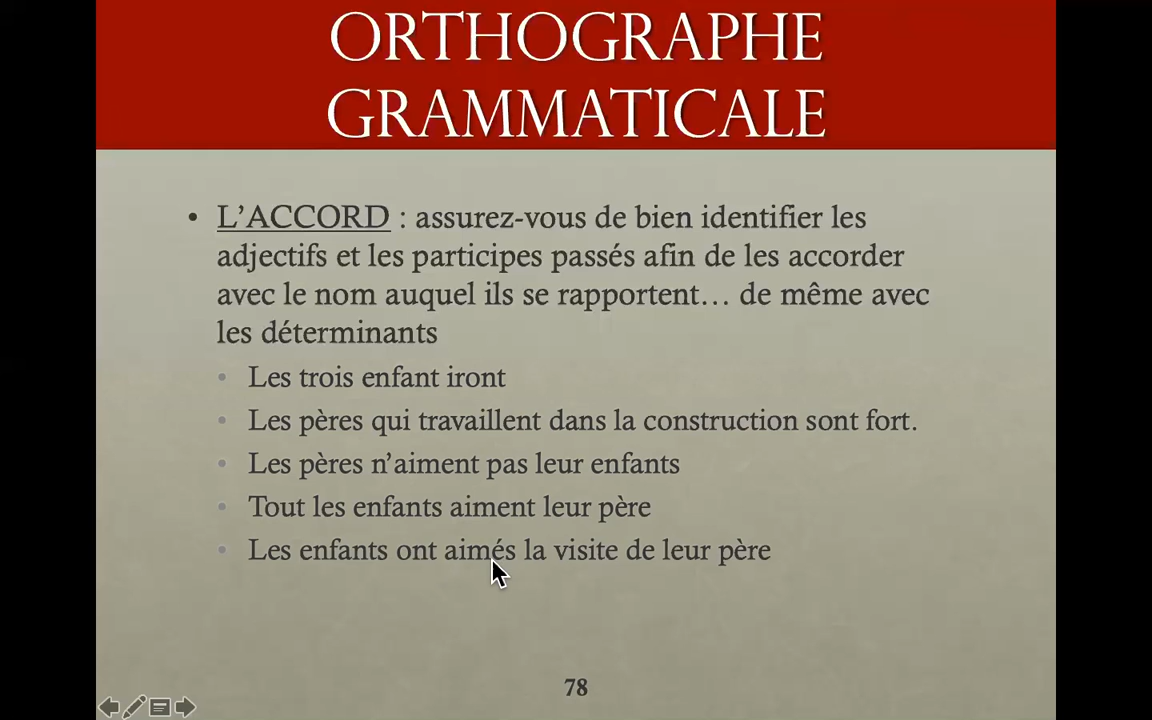 ORTHOGRAPHE
GRAMMATICALE
• L’ACCORD : assurez-vous de bien identifier les
adjectifs et les participes passés afin de les accorder
avec le nom auquel ils se rapportent… de même avec
les déterminants
• Les trois enfant iront
• Les pères qui travaillent dans la construction sont fort.
• Les pères n’aiment pas leur enfants
• Tout les enfants aiment leur père
• Les enfants ont aimés la visite de leur père
78